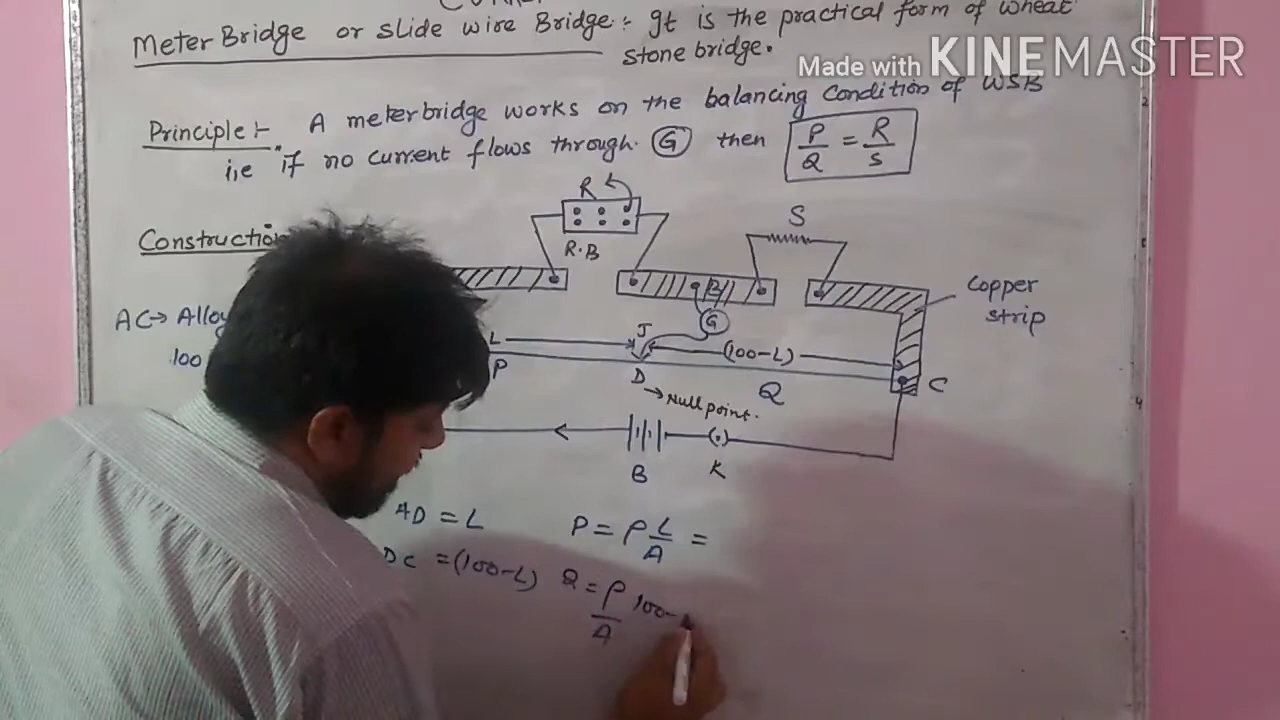 Meter Bridge or slide wire Bridge :- It is the practical form of wheat
stone bridge.
Made with KINEMASTER
Principle :- A meterbridge works on the balancing condition of WSB
i,e "if no current flows through (G) then P/Q = R/S
R
S
R.B
Construction
B
G
Copper
strip
AC→ Alloy
100
L
J
(100-L)
P
D
Q
C
→ Null point.
B
K
AD = L P = ρ L/A =
DC = (100-L) Q = ρ/A 100-